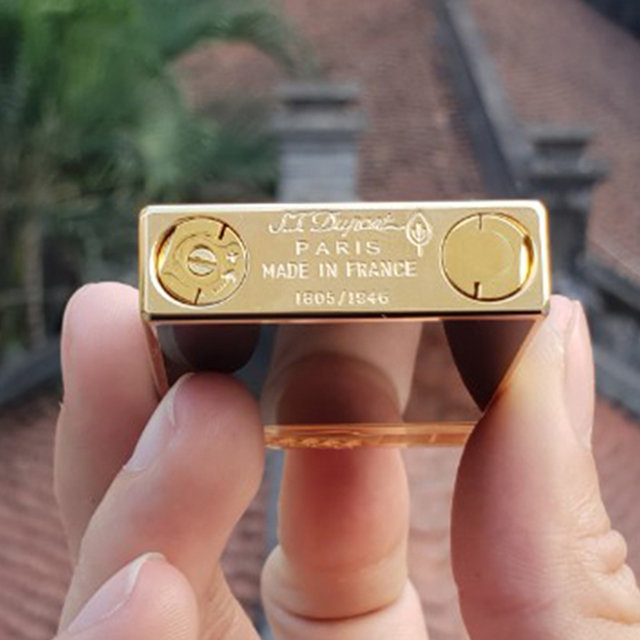 S.T. Dupont
PARIS
MADE IN FRANCE
1805/1946